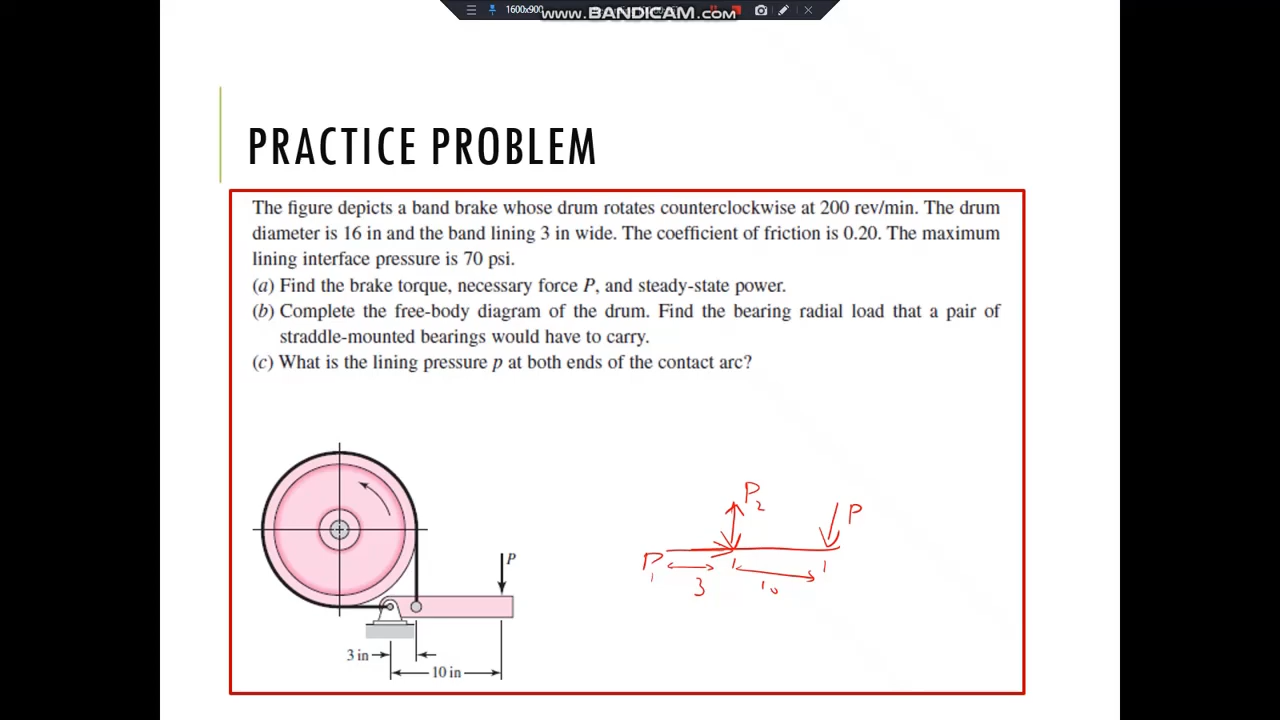 1600x900
www.BANDICAM.com
PRACTICE PROBLEM
The figure depicts a band brake whose drum rotates counterclockwise at 200 rev/min. The drum
diameter is 16 in and the band lining 3 in wide. The coefficient of friction is 0.20. The maximum
lining interface pressure is 70 psi.
(a) Find the brake torque, necessary force P, and steady-state power.
(b) Complete the free-body diagram of the drum. Find the bearing radial load that a pair of
straddle-mounted bearings would have to carry.
(c) What is the lining pressure p at both ends of the contact arc?
P
3 in
10 in
P2
P
P1
3
10